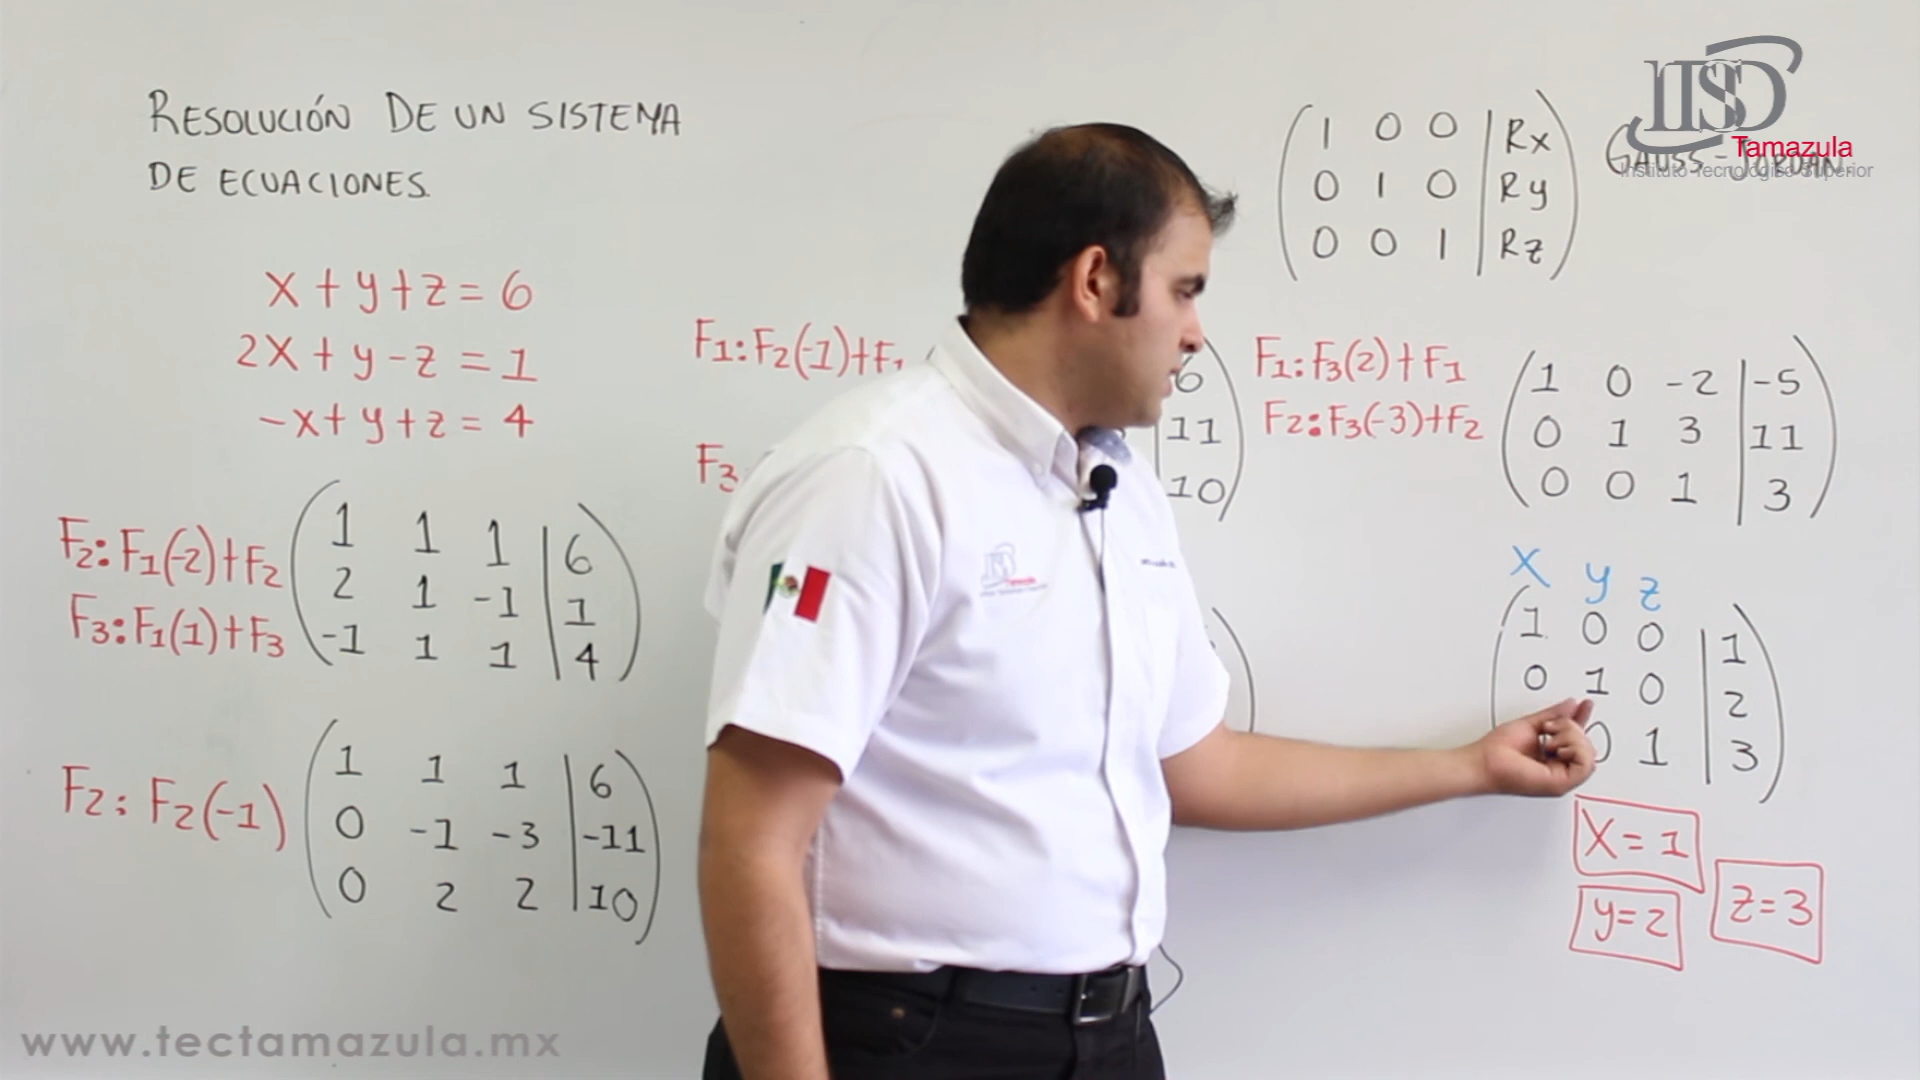 RESOLUCIÓN DE UN SISTEMA
DE ECUACIONES.
x + y + z = 6
2x + y - z = 1
-x + y + z = 4
F2: F1(-2)+F2
F3: F1(1)+F3
1 1 1 | 6
2 1 -1 | 1
-1 1 1 | 4
F2: F2(-1)
1 1 1 | 6
0 -1 -3 | -11
0 2 2 | 10
F1: F2(-1)+F1
F3
6
11
10
1 0 0 | Rx
0 1 0 | Ry
0 0 1 | Rz
GAUSS-JORDAN.
F1: F3(2)+F1
F2: F3(-3)+F2
1 0 -2 | -5
0 1 3 | 11
0 0 1 | 3
x y z
1 0 0 | 1
0 1 0 | 2
0 1 | 3
x = 1
y = 2
z = 3
ITS
Tamazula
Instituto Tecnológico Superior
www.tectamazula.mx